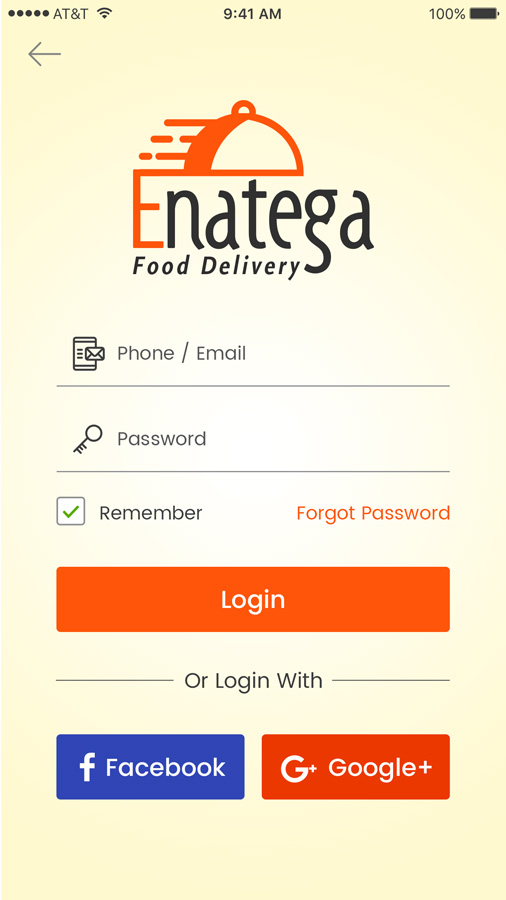 AT&T 9:41 AM 100%
Enatega
Food Delivery
Phone / Email
Password
Remember Forgot Password
Login
Or Login With
f Facebook G+ Google+